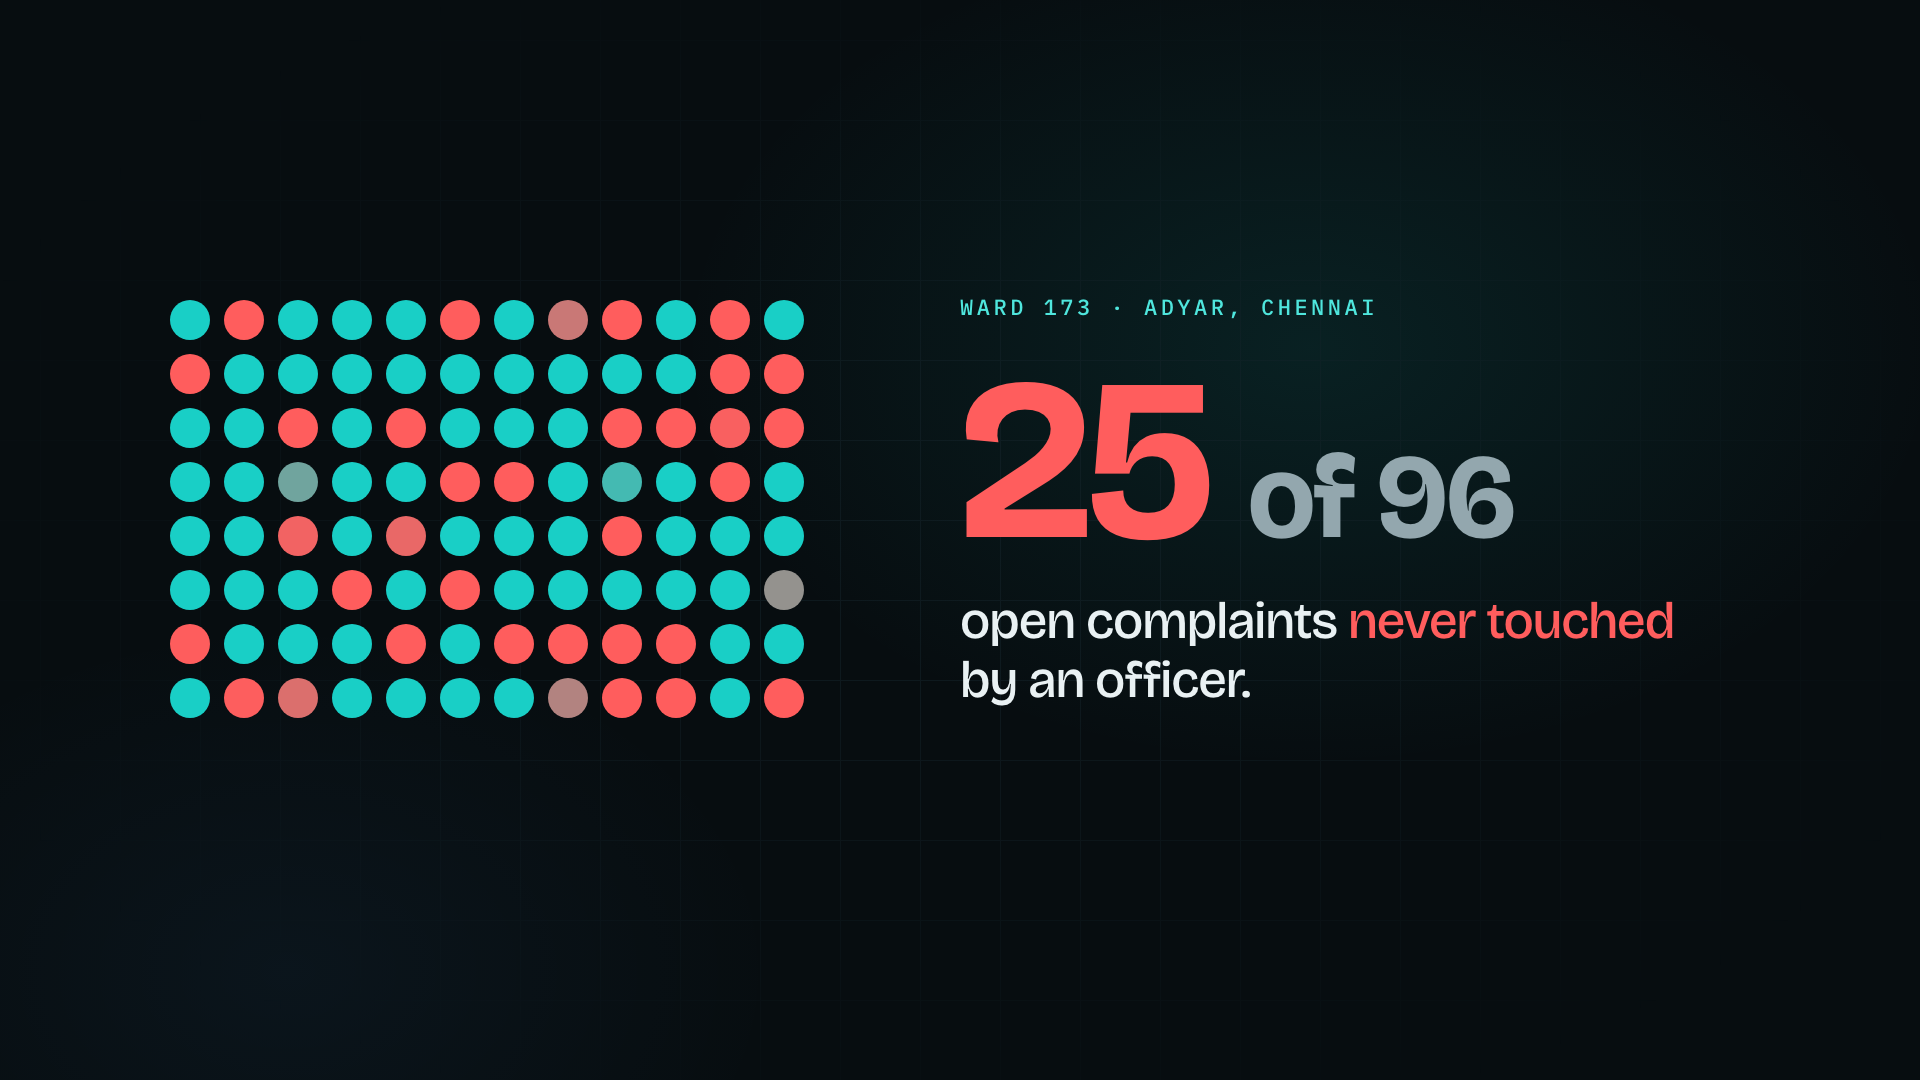 WARD 173 · ADYAR, CHENNAI
25 of 96
open complaints never touched
by an officer.